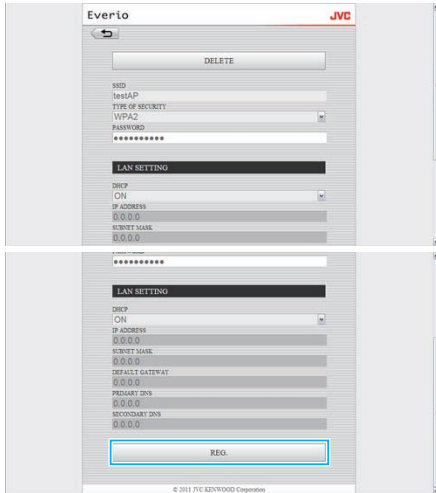 Everio JVC
DELETE
SSID
testAP
TYPE OF SECURITY
WPA2
PASSWORD
●●●●●●●●●●
LAN SETTING
DHCP
ON
IP ADDRESS
0.0.0.0
SUBNET MASK
0.0.0.0
●●●●●●●●●●
LAN SETTING
DHCP
ON
IP ADDRESS
0.0.0.0
SUBNET MASK
0.0.0.0
DEFAULT GATEWAY
0.0.0.0
PRIMARY DNS
0.0.0.0
SECONDARY DNS
0.0.0.0
REG.
© 2011 JVC KENWOOD Corporation